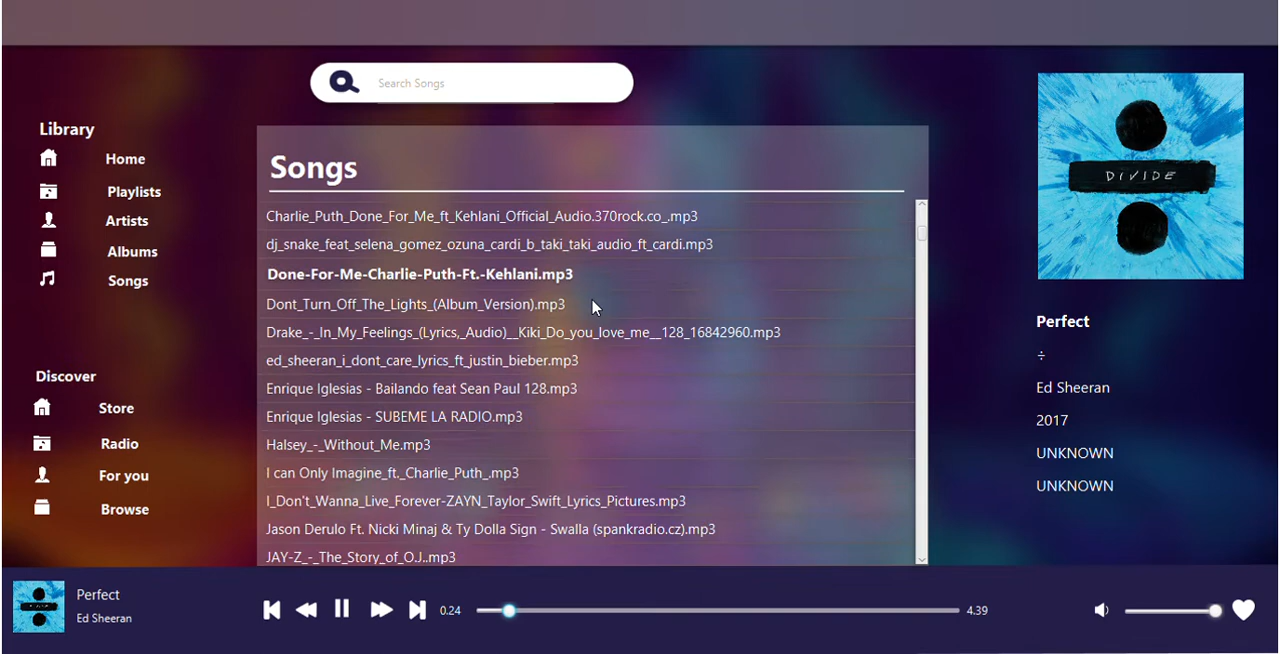 Search Songs
Library
Home
Playlists
Artists
Albums
Songs
Discover
Store
Radio
For you
Browse
Songs
Charlie_Puth_Done_For_Me_ft_Kehlani_Official_Audio.370rock.co_.mp3
dj_snake_feat_selena_gomez_ozuna_cardi_b_taki_taki_audio_ft_cardi.mp3
Done-For-Me-Charlie-Puth-Ft.-Kehlani.mp3
Dont_Turn_Off_The_Lights_(Album_Version).mp3
Drake_-_In_My_Feelings_(Lyrics,_Audio)__Kiki_Do_you_love_me__128_16842960.mp3
ed_sheeran_i_dont_care_lyrics_ft_justin_bieber.mp3
Enrique Iglesias - Bailando feat Sean Paul 128.mp3
Enrique Iglesias - SUBEME LA RADIO.mp3
Halsey_-_Without_Me.mp3
I can Only Imagine_ft._Charlie_Puth_.mp3
I_Don't_Wanna_Live_Forever-ZAYN_Taylor_Swift_Lyrics_Pictures.mp3
Jason Derulo Ft. Nicki Minaj & Ty Dolla Sign - Swalla (spankradio.cz).mp3
JAY-Z_-_The_Story_of_O.J..mp3
DIVIDE
Perfect
÷
Ed Sheeran
2017
UNKNOWN
UNKNOWN
Perfect
Ed Sheeran
0.24
4.39